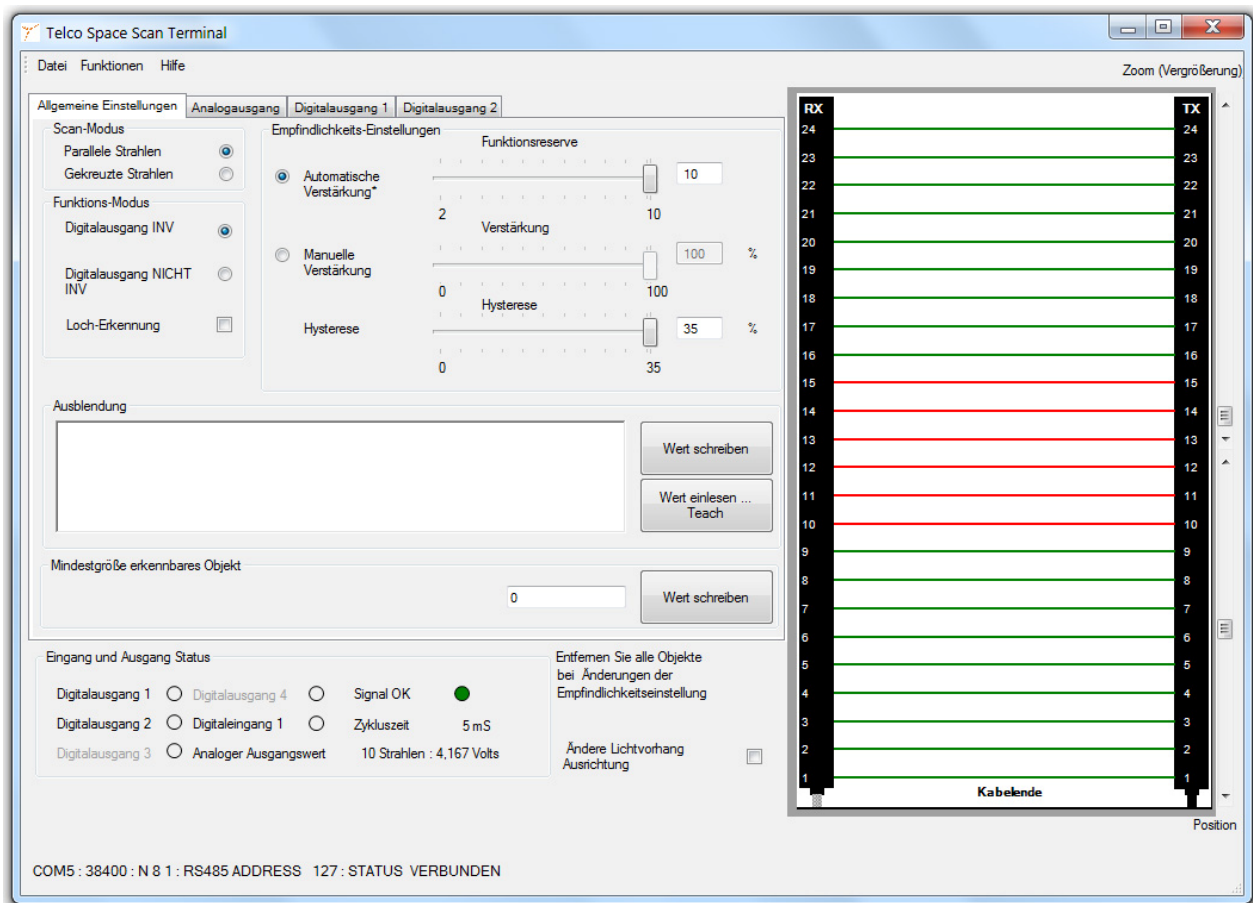 Telco Space Scan Terminal
Datei Funktionen Hilfe
Zoom (Vergrößerung)
Allgemeine Einstellungen Analogausgang Digitalausgang 1 Digitalausgang 2
Scan-Modus
Parallele Strahlen
Gekreuzte Strahlen
Funktions-Modus
Digitalausgang INV
Digitalausgang NICHT
INV
Loch-Erkennung
Empfindlichkeits-Einstellungen
Funktionsreserve
Automatische
Verstärkung*
10
2 10
Verstärkung
Manuelle
Verstärkung
100 %
0 100
Hysterese
Hysterese
35 %
0 35
Ausblendung
Wert schreiben
Wert einlesen ...
Teach
Mindestgröße erkennbares Objekt
0
Wert schreiben
Eingang und Ausgang Status
Digitalausgang 1 Digitalausgang 4 Signal OK
Digitalausgang 2 Digitaleingang 1 Zykluszeit 5 mS
Digitalausgang 3 Analoger Ausgangswert 10 Strahlen : 4,167 Volts
Entfernen Sie alle Objekte
bei Änderungen der
Empfindlichkeitseinstellung
Ändere Lichtvorhang
Ausrichtung
RX TX
24 24
23 23
22 22
21 21
20 20
19 19
18 18
17 17
16 16
15 15
14 14
13 13
12 12
11 11
10 10
9 9
8 8
7 7
6 6
5 5
4 4
3 3
2 2
1 1
Kabelende
Position
COM5 : 38400 : N 8 1 : RS485 ADDRESS 127 : STATUS VERBUNDEN